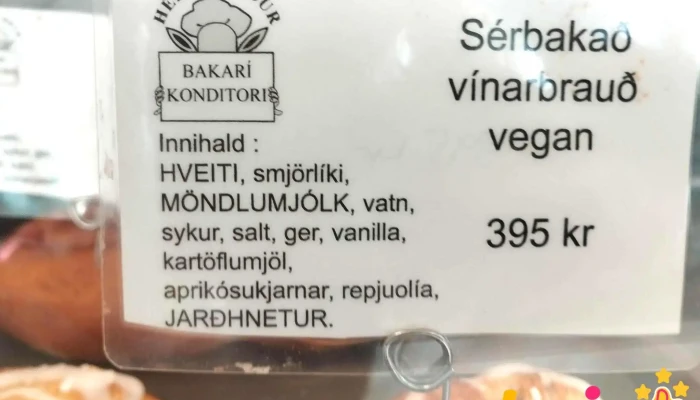 BAKARÍ
KONDITORI
Innihald :
HVEITI, smjörlíki,
MÖNDLUMJÓLK, vatn,
sykur, salt, ger, vanilla,
kartöflumjöl,
aprikósukjarnar, repjuolía,
JARÐHNETUR.
Sérbakað
vínarbrauð
vegan
395 kr